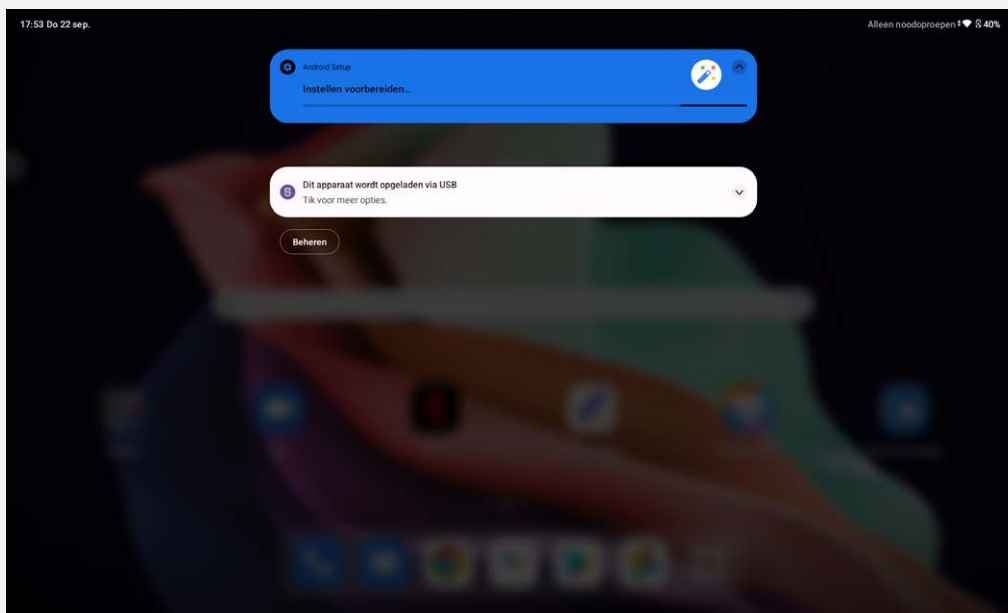 17:53 Do 22 sep.
Alleen noodoproepen 40%
Android Setup
Instellen voorbereiden...
Dit apparaat wordt opgeladen via USB
Tik voor meer opties.
Beheren